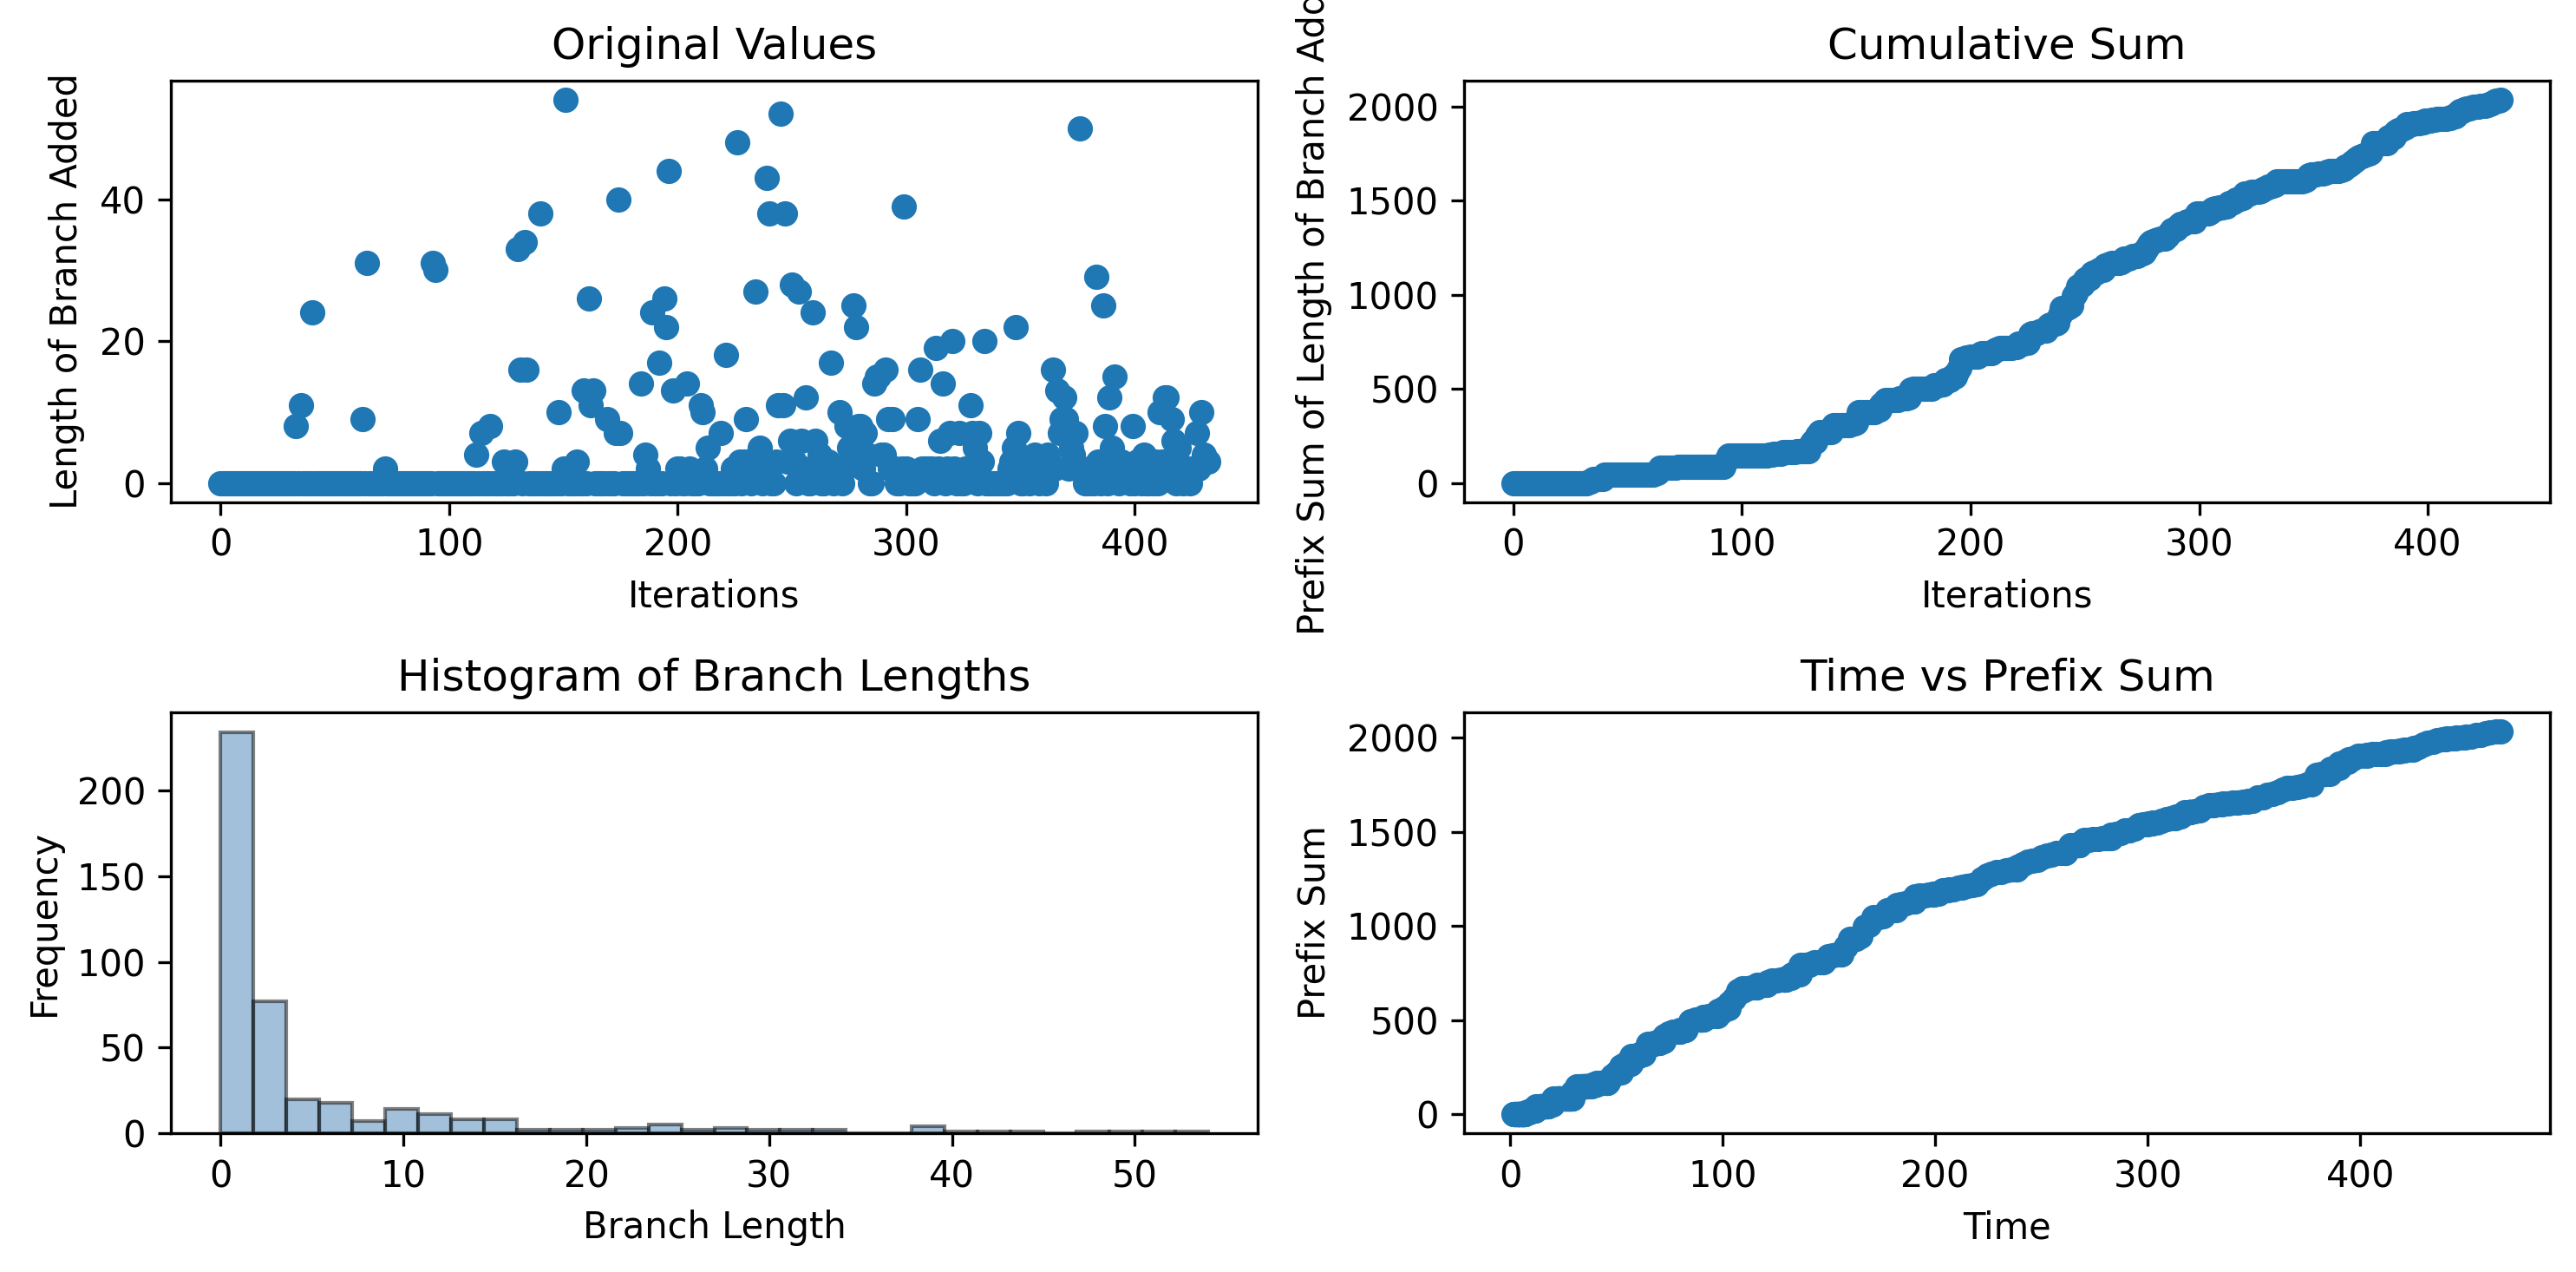 Original Values
Length of Branch Added
40
20
0
0 100 200 300 400
Iterations
Cumulative Sum
Prefix Sum of Length of Branch
2000
1500
1000
500
0
0 100 200 300 400
Iterations
Histogram of Branch Lengths
Frequency
200
150
100
50
0
0 10 20 30 40 50
Branch Length
Time vs Prefix Sum
Prefix Sum
2000
1500
1000
500
0
0 100 200 300 400
Time